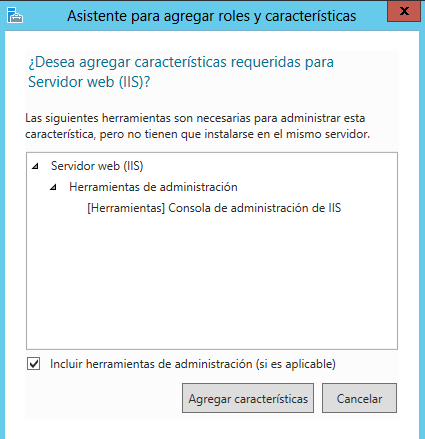 Asistente para agregar roles y características
x
¿Desea agregar características requeridas para
Servidor web (IIS)?
Las siguientes herramientas son necesarias para administrar esta
característica, pero no tienen que instalarse en el mismo servidor.
Servidor web (IIS)
Herramientas de administración
[Herramientas] Consola de administración de IIS
Incluir herramientas de administración (si es aplicable)
Agregar características Cancelar